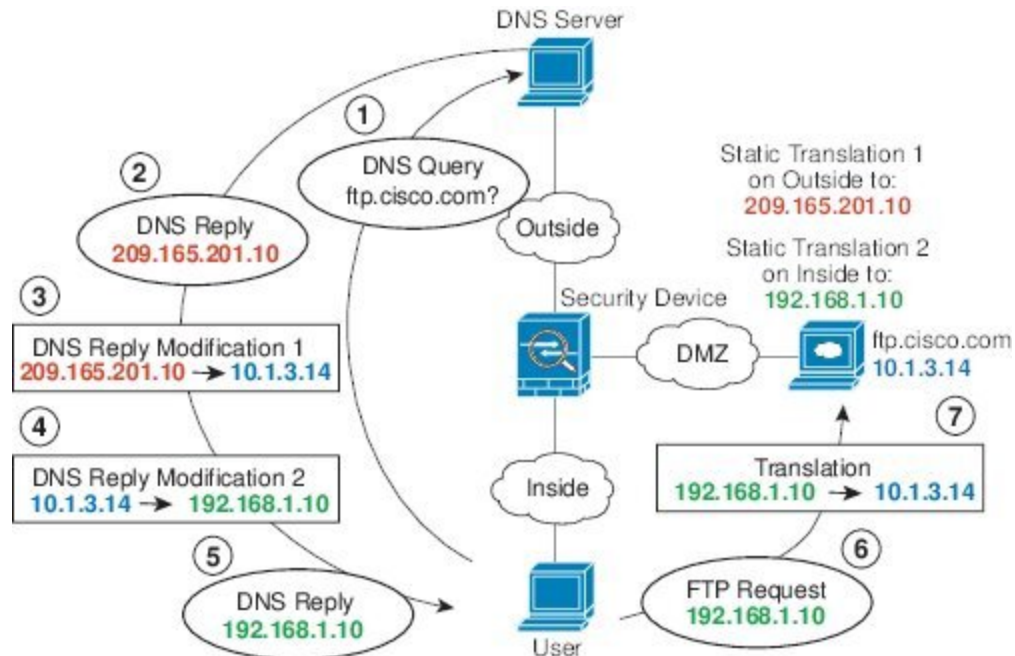 DNS Server
1
DNS Query
ftp.cisco.com?
2
DNS Reply
209.165.201.10
Outside
Static Translation 1
on Outside to:
209.165.201.10
Static Translation 2
on Inside to:
192.168.1.10
3
DNS Reply Modification 1
209.165.201.10 → 10.1.3.14
Security Device
DMZ
ftp.cisco.com
10.1.3.14
4
DNS Reply Modification 2
10.1.3.14 → 192.168.1.10
Inside
7
Translation
192.168.1.10 → 10.1.3.14
5
DNS Reply
192.168.1.10
6
FTP Request
192.168.1.10
User